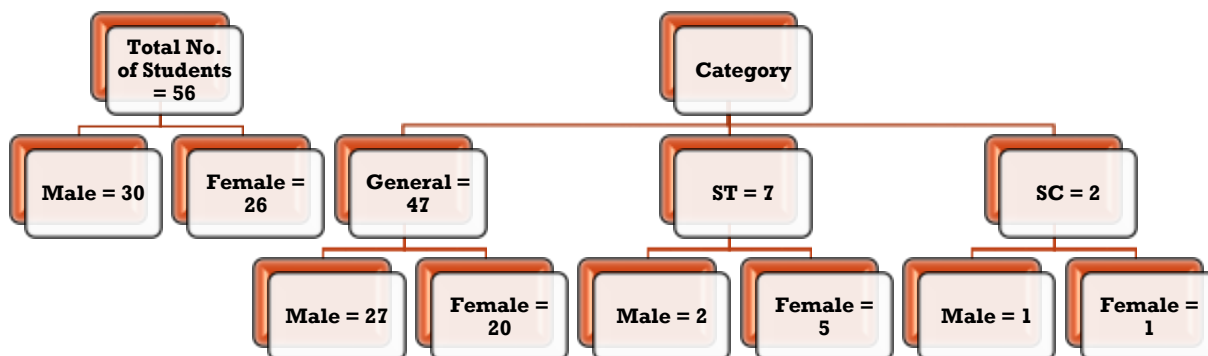 Total No.
of Students
= 56
Category
Male = 30
Female =
26
General =
47
ST = 7
SC = 2
Male = 27
Female =
20
Male = 2
Female =
5
Male = 1
Female =
1